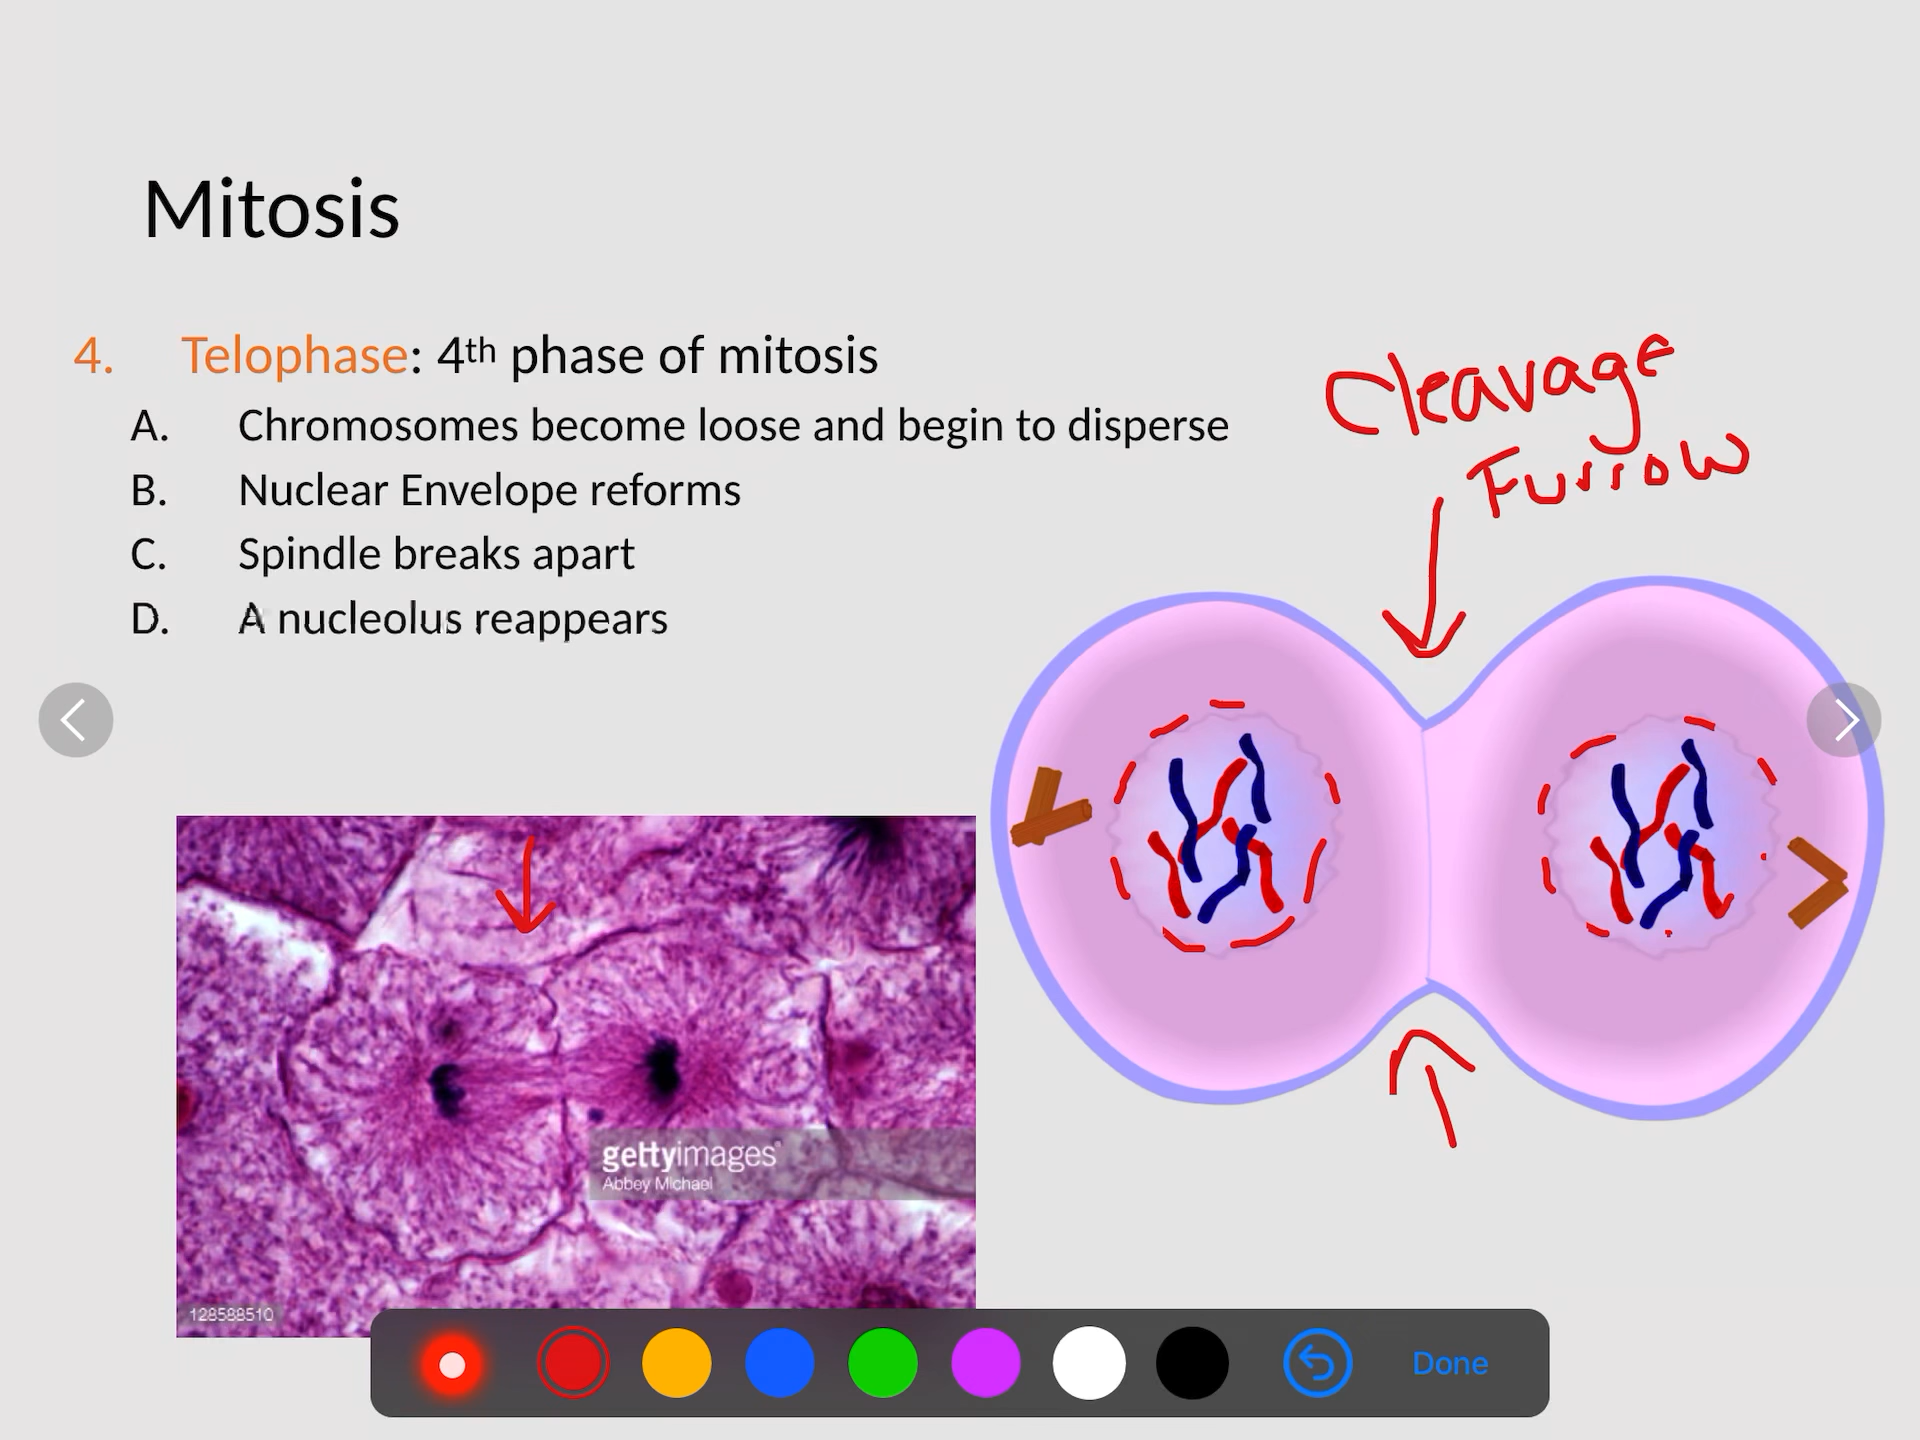 Mitosis
4. Telophase: 4th phase of mitosis
A. Chromosomes become loose and begin to disperse
B. Nuclear Envelope reforms
C. Spindle breaks apart
D. A nucleolus reappears
Cleavage
Furrow
gettyimages®
Abbey Michael
128588510
Done